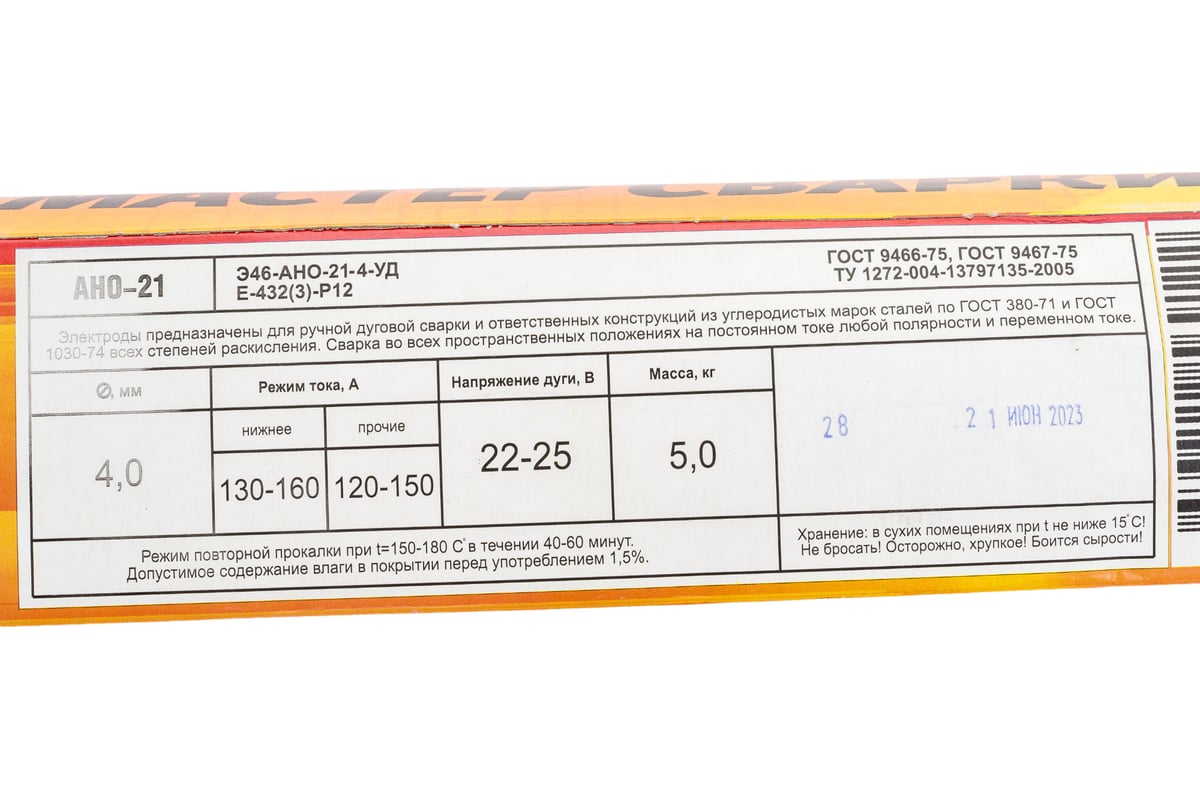 МАСТЕР СВАРКИ
АНО-21
Э46-АНО-21-4-УД
Е-432(3)-Р12
ГОСТ 9466-75, ГОСТ 9467-75
ТУ 1272-004-13797135-2005
Электроды предназначены для ручной дуговой сварки и ответственных конструкций из углеродистых марок сталей по ГОСТ 380-71 и ГОСТ
1030-74 всех степеней раскисления. Сварка во всех пространственных положениях на постоянном токе любой полярности и переменном токе.
Ø, мм
Режим тока, А
Напряжение дуги, В
Масса, кг
нижнее
прочие
4,0
130-160
120-150
22-25
5,0
28
21 ИЮН 2023
Режим повторной прокалки при t=150-180 С° в течении 40-60 минут.
Допустимое содержание влаги в покрытии перед употреблением 1,5%.
Хранение: в сухих помещениях при t не ниже 15°С!
Не бросать! Осторожно, хрупкое! Боится сырости!